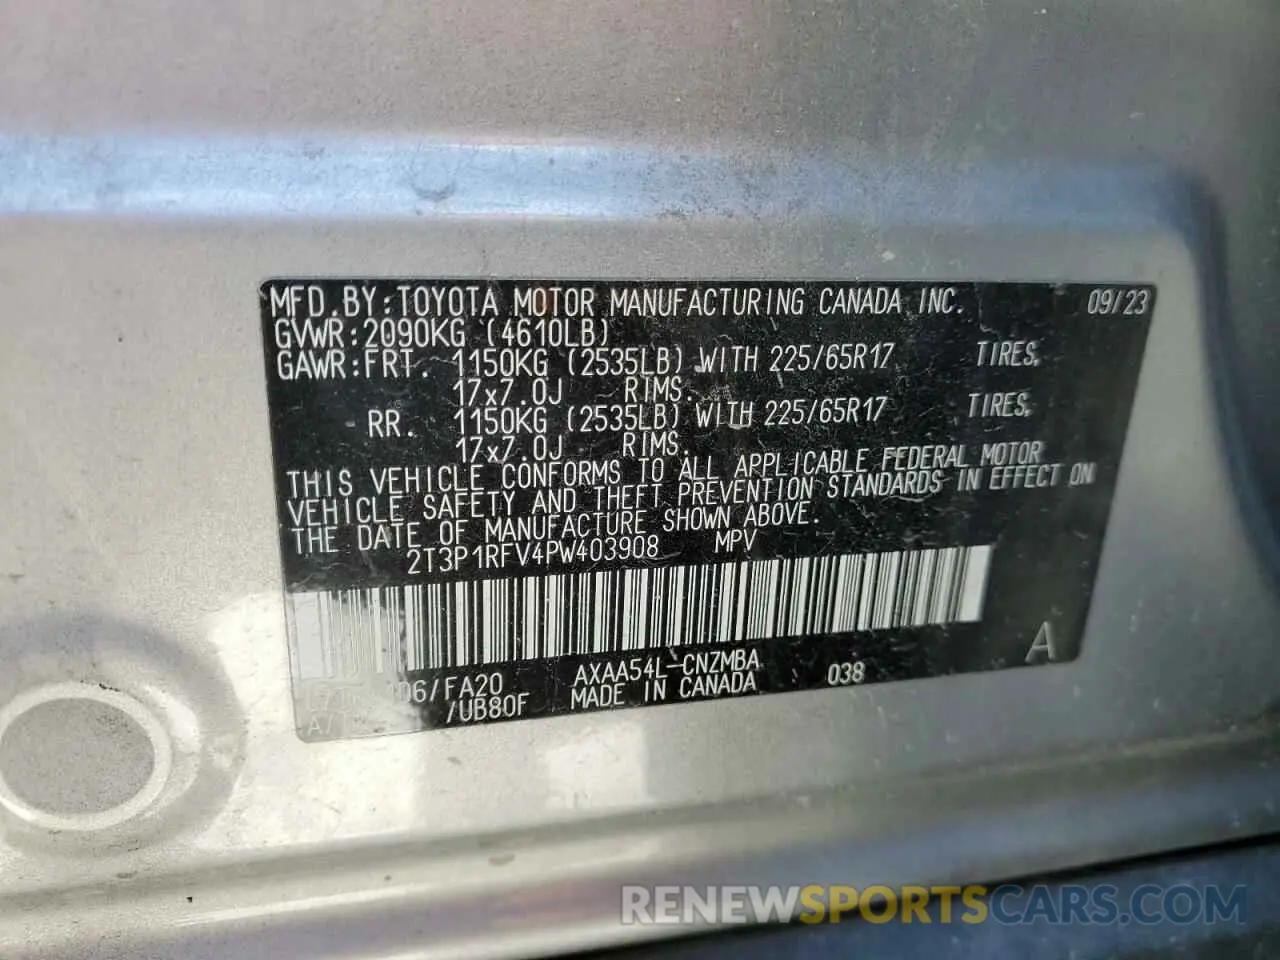 MFD.BY:TOYOTA MOTOR MANUFACTURING CANADA INC. 09/23
GVWR:2090KG (4610LB)
GAWR:FRT. 1150KG (2535LB) WITH 225/65R17 TIRES,
17x7.0J RIMS.
RR. 1150KG (2535LB) WITH 225/65R17 TIRES,
17x7.0J RIMS.
THIS VEHICLE CONFORMS TO ALL APPLICABLE FEDERAL MOTOR
VEHICLE SAFETY AND THEFT PREVENTION STANDARDS IN EFFECT ON
THE DATE OF MANUFACTURE SHOWN ABOVE.
2T3P1RFV4PW403908 MPV
A
/FA20 AXAA54L-CNZMBA 038
/UB80F MADE IN CANADA
RENEWSPORTSCARS.COM